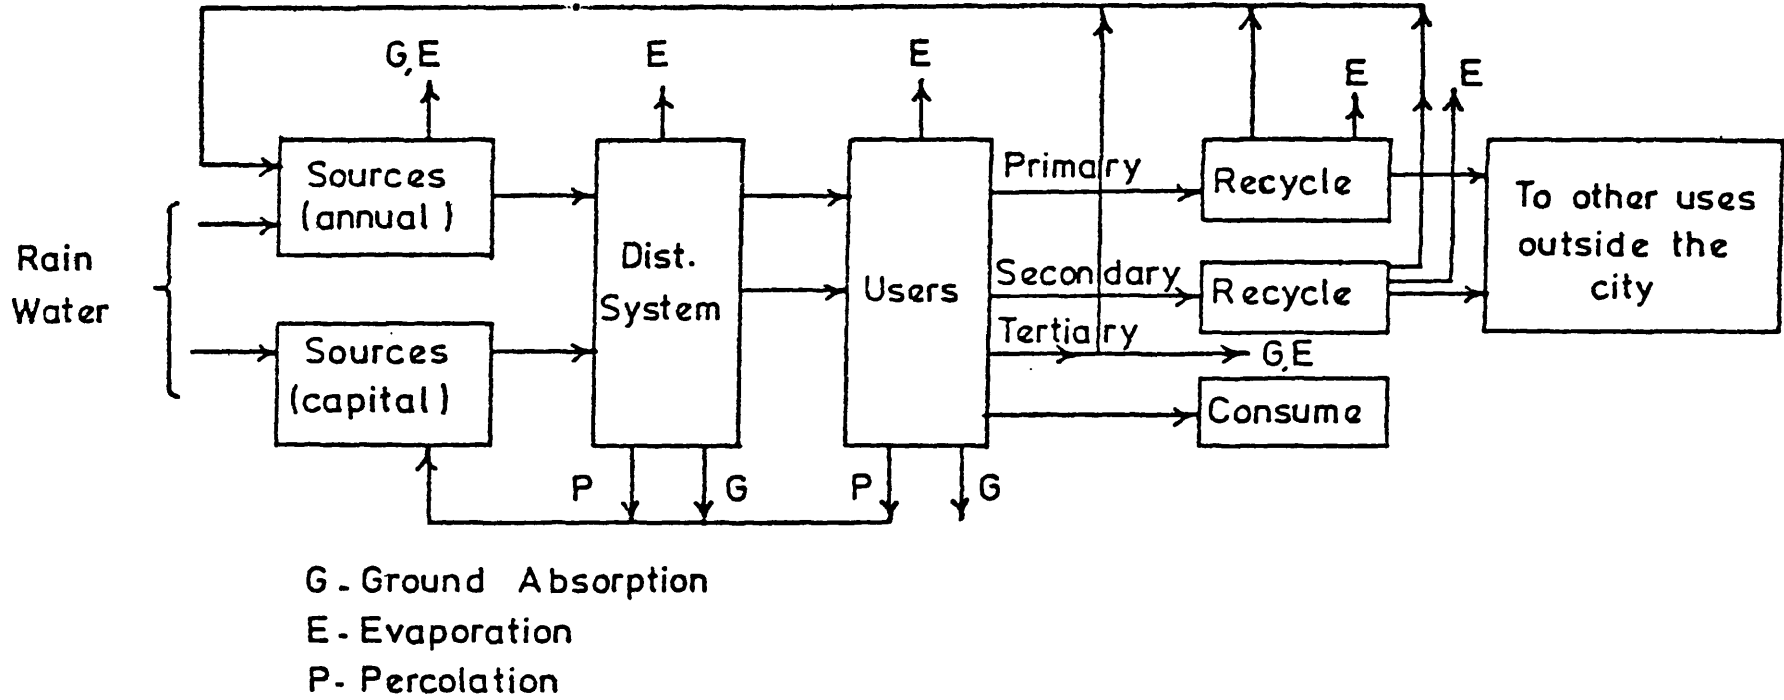 G,E
E
E
E
E
Rain
Water
Sources
(annual)
Sources
(capital)
Dist.
System
Users
Primary
Secondary
Tertiary
Recycle
Recycle
G,E
Consume
To other uses
outside the
city
P
G
P
G
G - Ground Absorption
E - Evaporation
P - Percolation